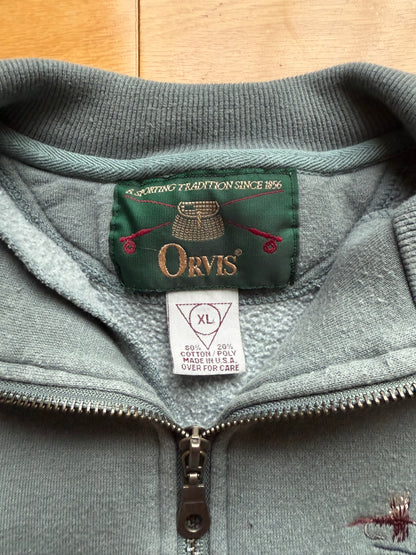 A SPORTING TRADITION SINCE 1856
ORVIS®
XL
80% 20%
COTTON / POLY
MADE IN U.S.A.
OVER FOR CARE